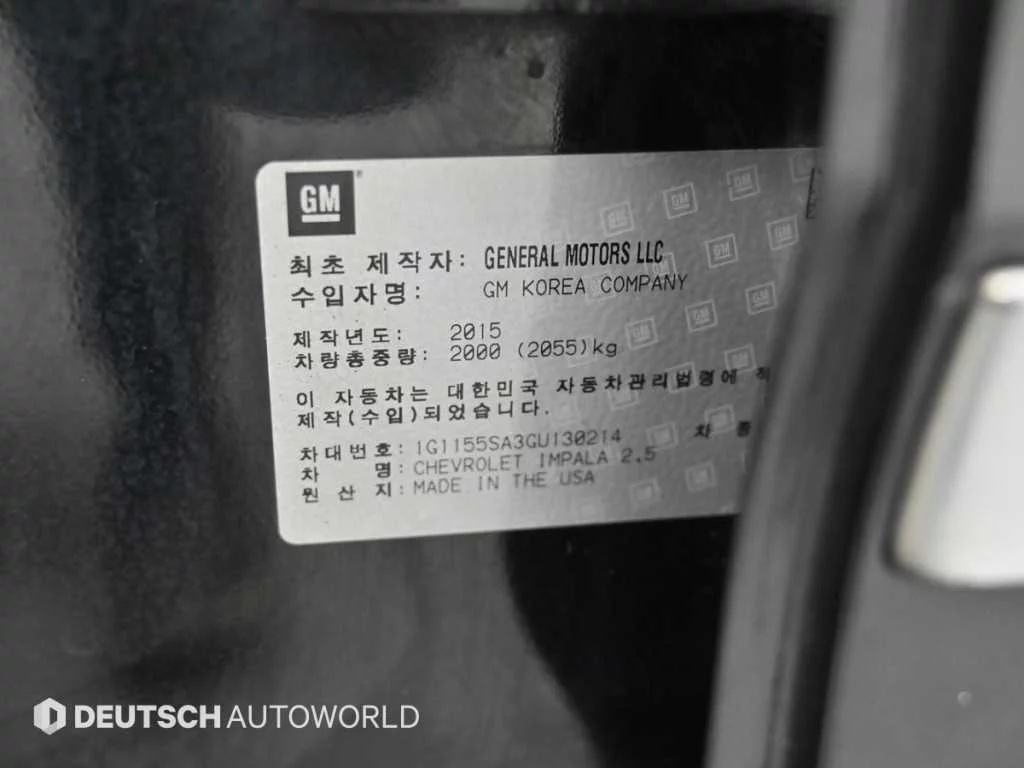 GM
최초 제작자: GENERAL MOTORS LLC
수입자명: GM KOREA COMPANY
제작년도: 2015
차량총중량: 2000 (2055)kg
이 자동차는 대한민국 자동차관리법령에 적
제작(수입)되었습니다.
차대번호: 1G1155SA3GU130214 차 종
차 명: CHEVROLET IMPALA 2.5
원 산 지: MADE IN THE USA
DEUTSCH AUTOWORLD